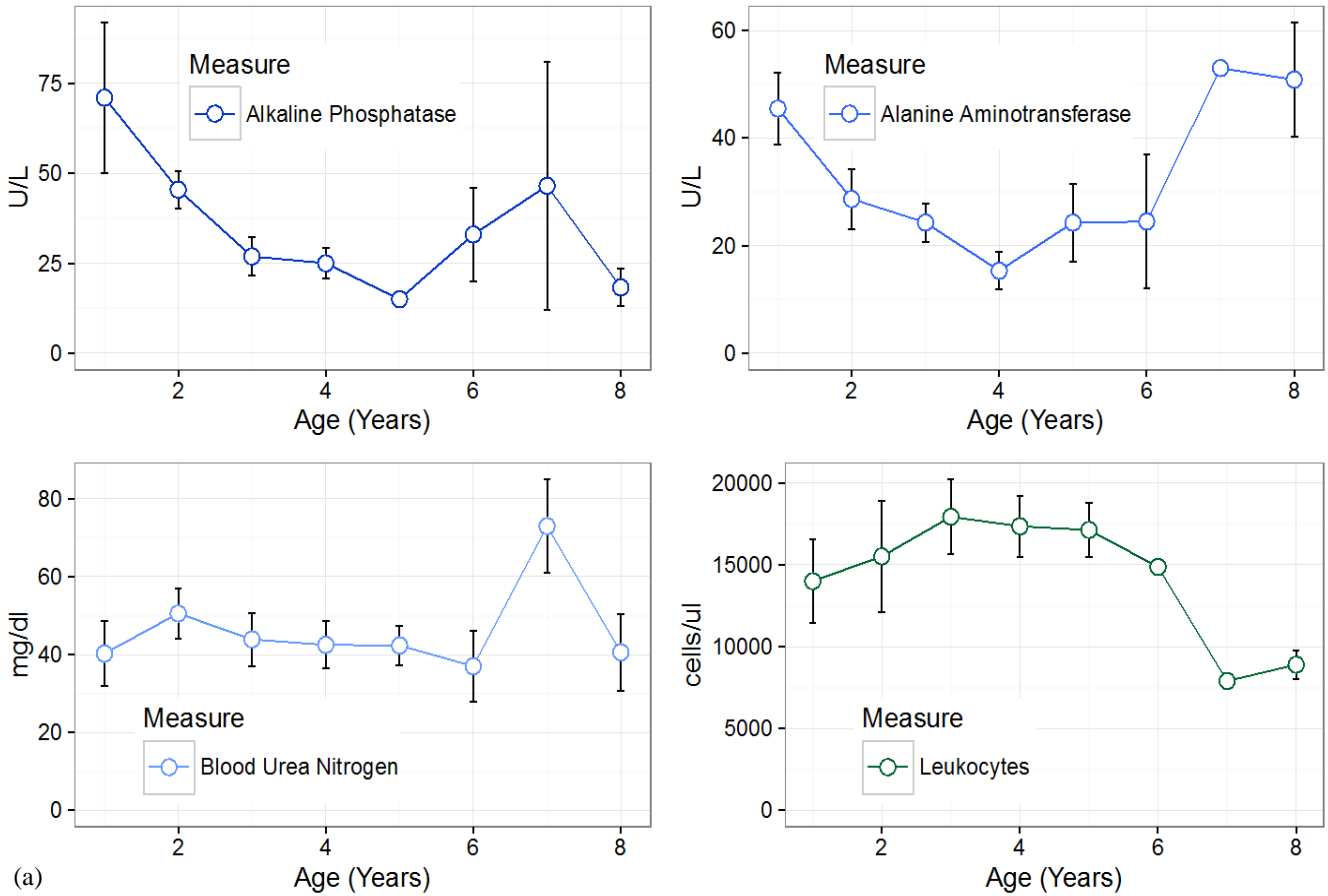 75
50
25
0
U/L
Measure
Alkaline Phosphatase
2 4 6 8
Age (Years)
60
40
20
0
U/L
Measure
Alanine Aminotransferase
2 4 6 8
Age (Years)
80
60
40
20
0
mg/dl
Measure
Blood Urea Nitrogen
2 4 6 8
Age (Years)
20000
15000
10000
5000
0
cells/ul
Measure
Leukocytes
2 4 6 8
Age (Years)
(a)